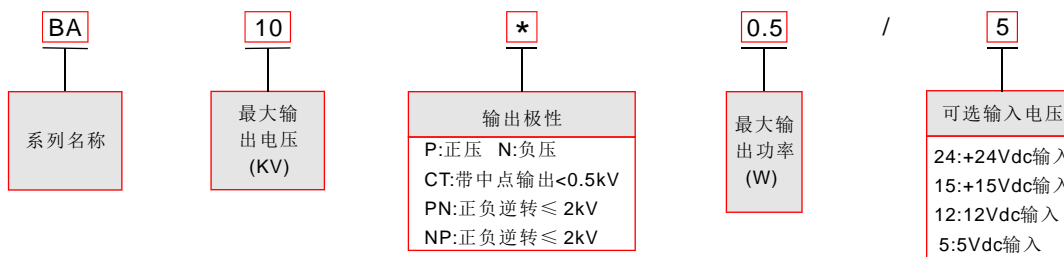 BA 10 * 0.5 / 5
系列名称
最大输
出电压
(KV)
输出极性
P:正压 N:负压
CT:带中点输出<0.5kV
PN:正负逆转≤ 2kV
NP:正负逆转≤ 2kV
最大输
出功率
(W)
可选输入电压
24:+24Vdc输入
15:+15Vdc输入
12:12Vdc输入
5:5Vdc输入